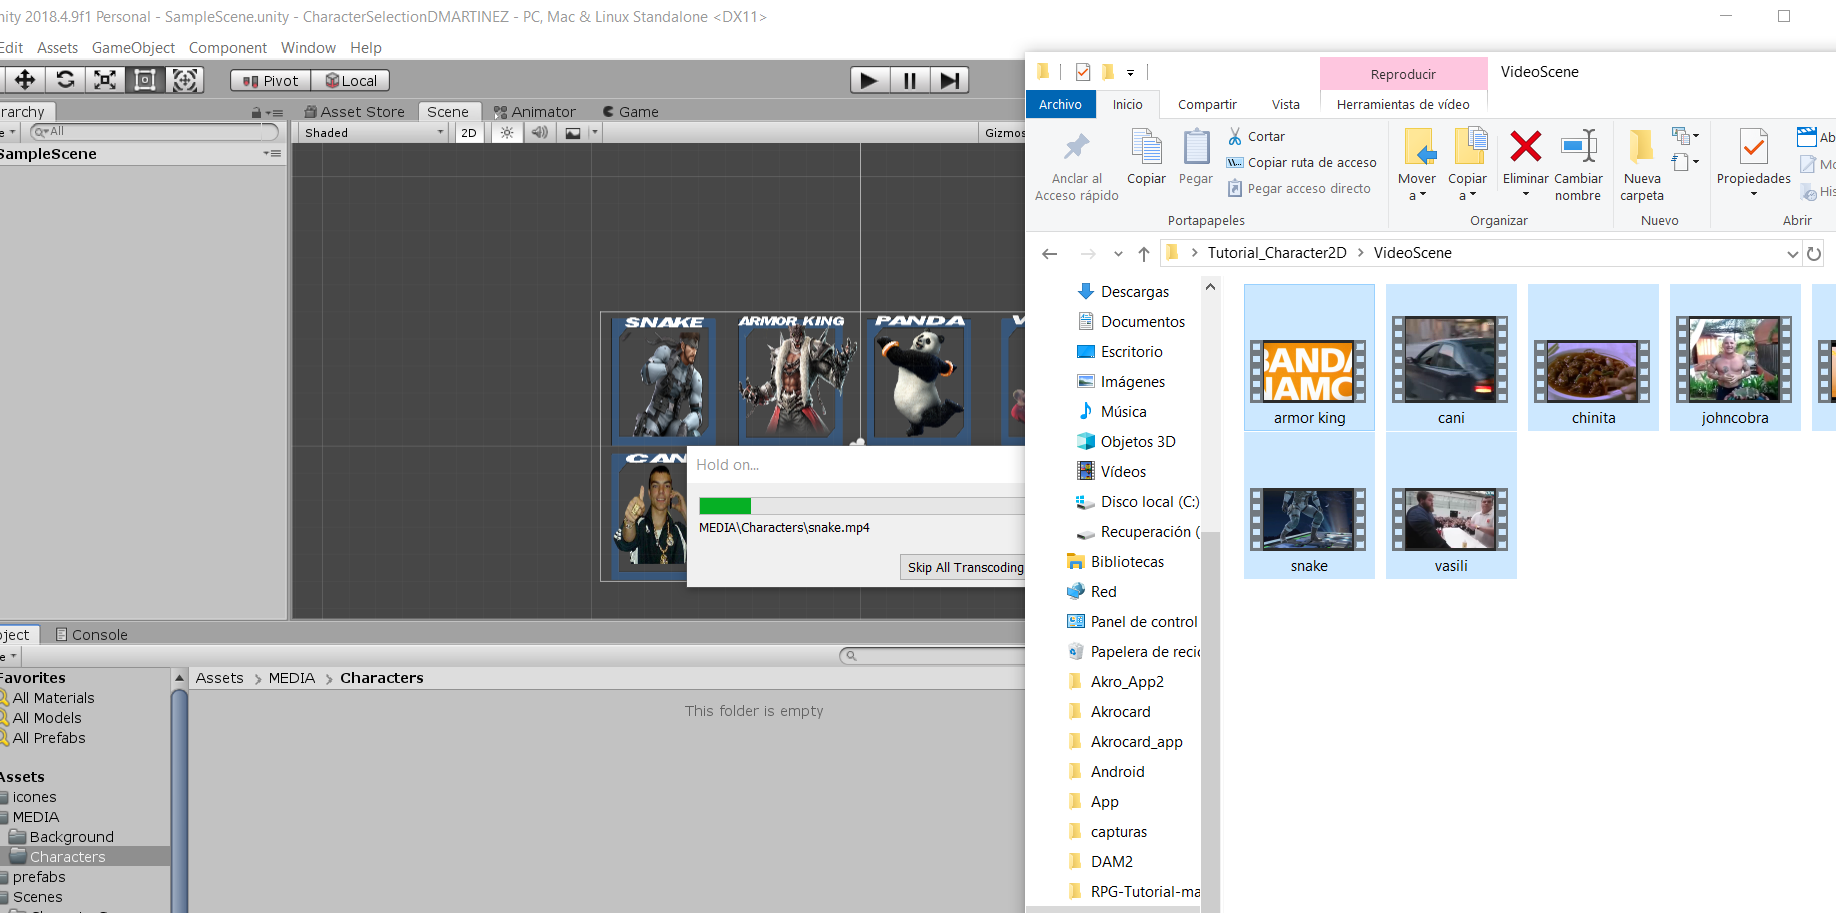 nity 2018.4.9f1 Personal - SampleScene.unity - CharacterSelectionDMARTINEZ - PC, Mac & Linux Standalone <DX11>
Edit Assets GameObject Component Window Help
Pivot Local
rarchy
Asset Store Scene Animator Game
All
Shaded 2D Gizmos
SampleScene
SNAKE ARMOR KING PANDA V
CAN
Hold on...
MEDIA\Characters\snake.mp4
Skip All Transcoding
oject Console
Favorites
All Materials
All Models
All Prefabs
Assets
icones
MEDIA
Background
Characters
prefabs
Scenes
Assets > MEDIA > Characters
This folder is empty
Reproducir VideoScene
Archivo Inicio Compartir Vista Herramientas de vídeo
Anclar al
Acceso rápido
Copiar
Pegar
Cortar
Copiar ruta de acceso
Pegar acceso directo
Portapapeles
Mover
a
Copiar
a
Eliminar
Cambiar
nombre
Organizar
Nueva
carpeta
Nuevo
Propiedades
Ab
Mo
His
Abrir
Tutorial_Character2D > VideoScene
Descargas
Documentos
Escritorio
Imágenes
Música
Objetos 3D
Vídeos
Disco local (C:)
Recuperación (
Bibliotecas
Red
Panel de control
Papelera de reci
Akro_App2
Akrocard
Akrocard_app
Android
App
capturas
DAM2
RPG-Tutorial-ma
BANDA
NAMC
armor king cani chinita johncobra
snake vasili